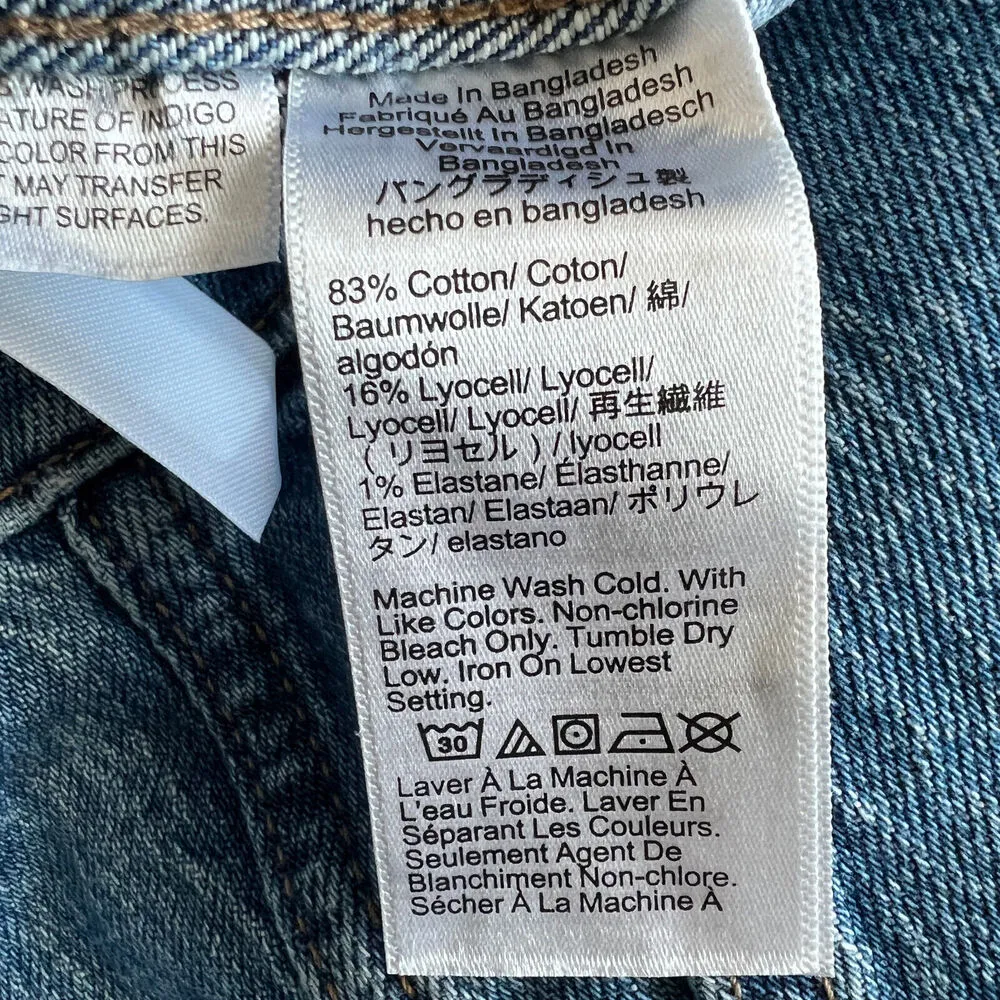 WASH PROCESS
ATURE OF INDIGO
COLOR FROM THIS
MAY TRANSFER
GHT SURFACES.
Made In Bangladesh
Fabriqué Au Bangladesh
Hergestellt In Bangladesch
Vervaardigd In
Bangladesh
バングラディシュ製
hecho en bangladesh
83% Cotton/ Coton/
Baumwolle/ Katoen/ 綿/
algodón
16% Lyocell/ Lyocell/
Lyocell/ Lyocell/ 再生繊維
(リヨセル)/lyocell
1% Elastane/ Élasthanne/
Elastan/ Elastaan/ ポリウレ
タン/ elastano
Machine Wash Cold. With
Like Colors. Non-chlorine
Bleach Only. Tumble Dry
Low. Iron On Lowest
Setting.
30
Laver À La Machine À
L'eau Froide. Laver En
Séparant Les Couleurs.
Seulement Agent De
Blanchiment Non-chlore.
Sécher À La Machine À